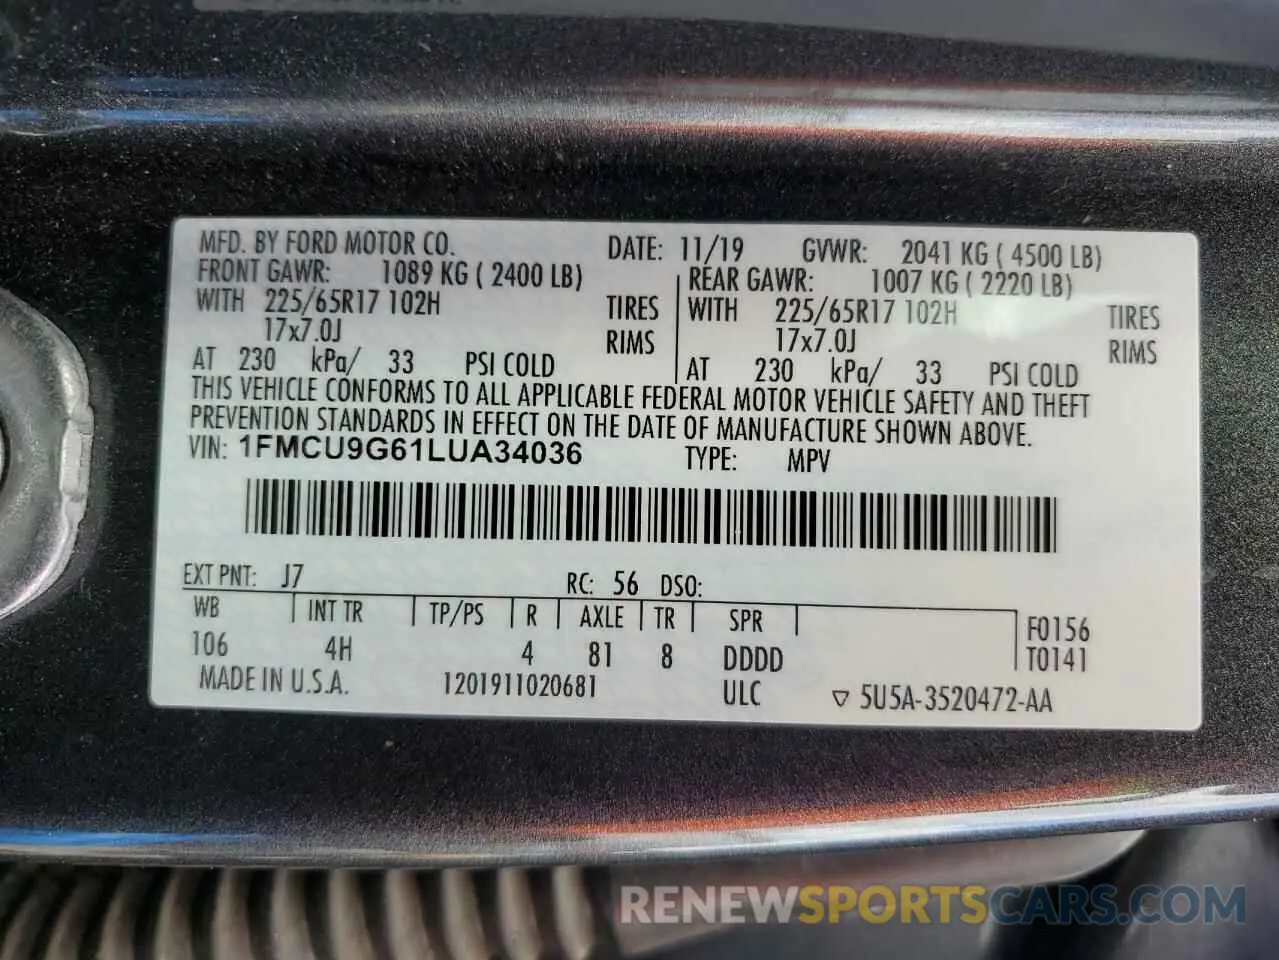 MFD. BY FORD MOTOR CO. DATE: 11/19 GVWR: 2041 KG ( 4500 LB)
FRONT GAWR: 1089 KG ( 2400 LB) REAR GAWR: 1007 KG ( 2220 LB)
WITH 225/65R17 102H TIRES WITH 225/65R17 102H TIRES
17x7.0J RIMS 17x7.0J RIMS
AT 230 kPa/ 33 PSI COLD AT 230 kPa/ 33 PSI COLD
THIS VEHICLE CONFORMS TO ALL APPLICABLE FEDERAL MOTOR VEHICLE SAFETY AND THEFT
PREVENTION STANDARDS IN EFFECT ON THE DATE OF MANUFACTURE SHOWN ABOVE.
VIN: 1FMCU9G61LUA34036 TYPE: MPV
EXT PNT: J7 RC: 56 DSO:
WB INT TR TP/PS R AXLE TR SPR F0156
106 4H 4 81 8 DDDD T0141
MADE IN U.S.A. 1201911020681 ULC ▽ 5U5A-3520472-AA
RENEWSPORTSCARS.COM